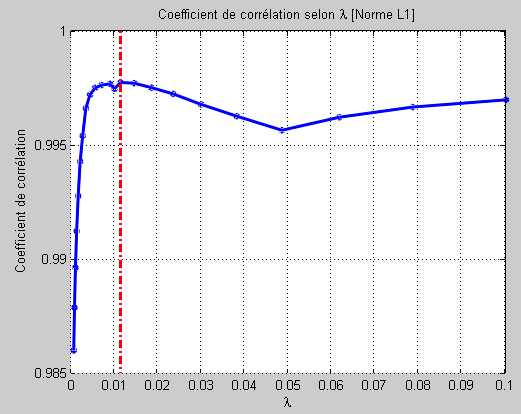 Coefficient de corrélation selon λ [Norme L1]
1
0.995
0.99
0.985
Coefficient de corrélation
0 0.01 0.02 0.03 0.04 0.05 0.06 0.07 0.08 0.09 0.1
λ